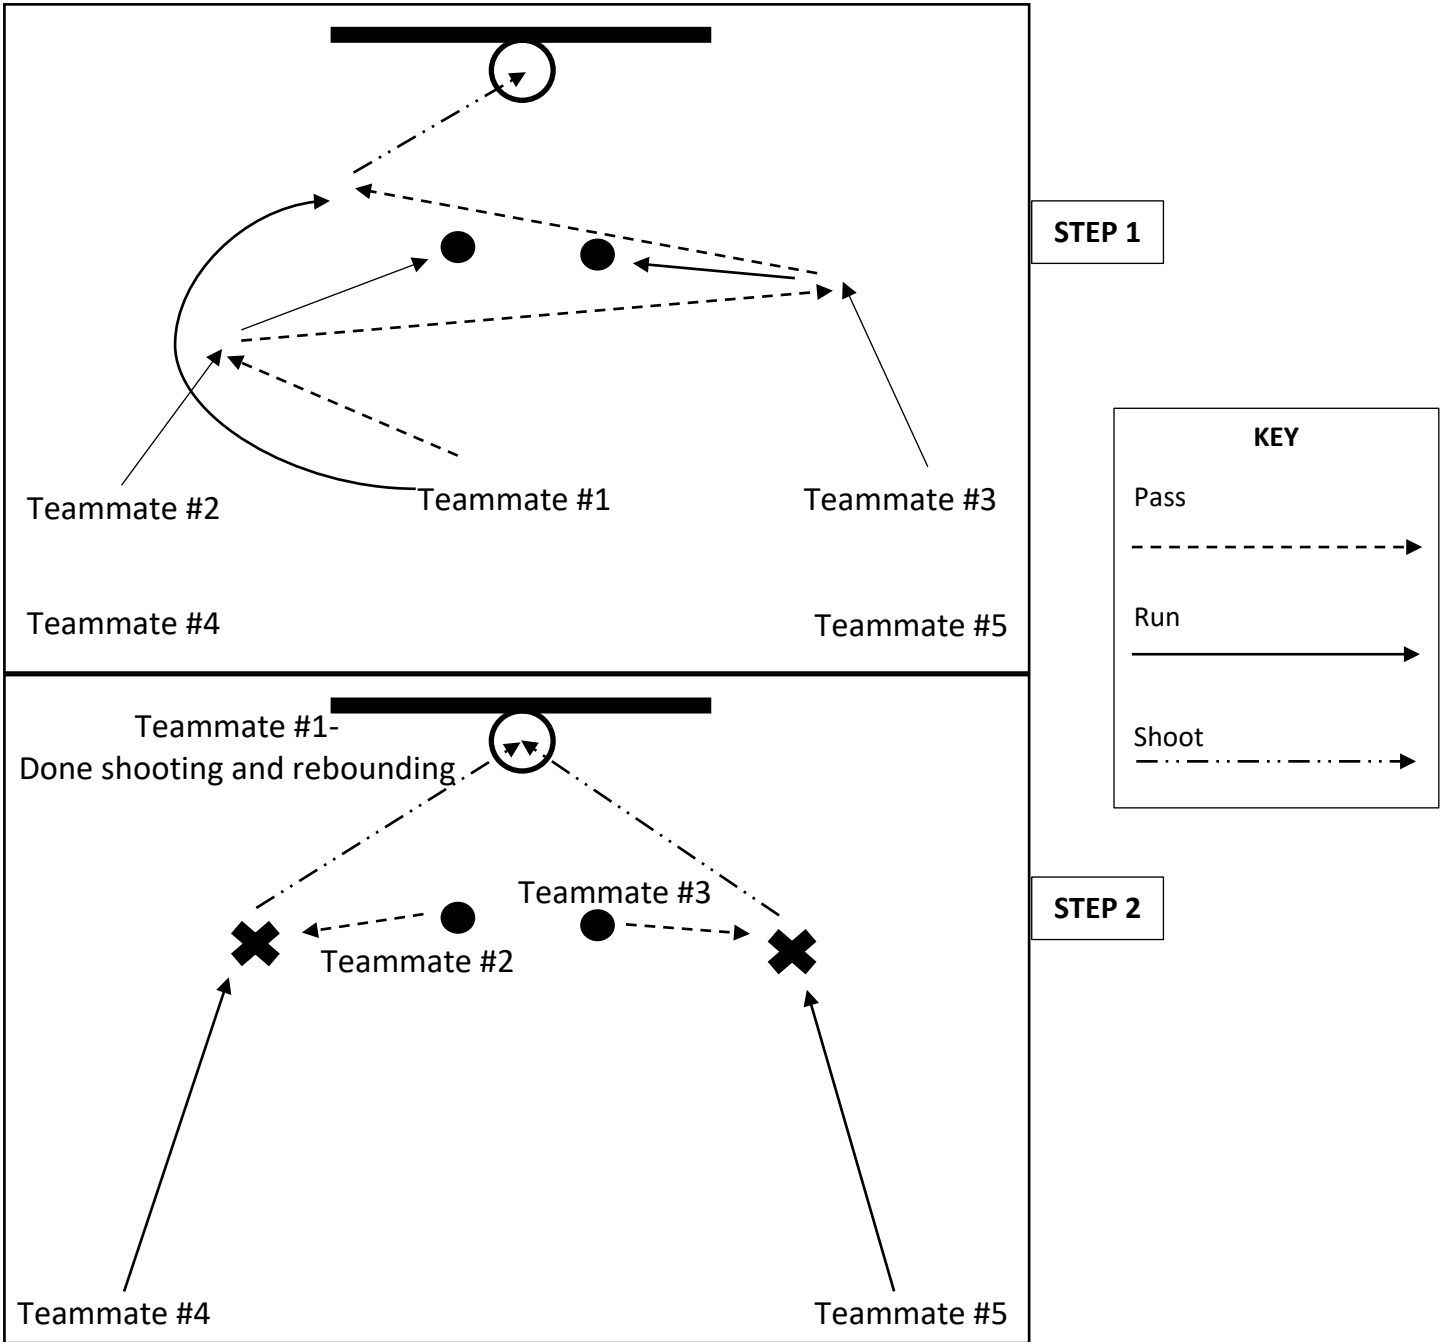 STEP 1
Teammate #2
Teammate #1
Teammate #3
Teammate #4
Teammate #5
KEY
Pass
Run
Shoot
Teammate #1-
Done shooting and rebounding
STEP 2
Teammate #3
Teammate #2
Teammate #4
Teammate #5